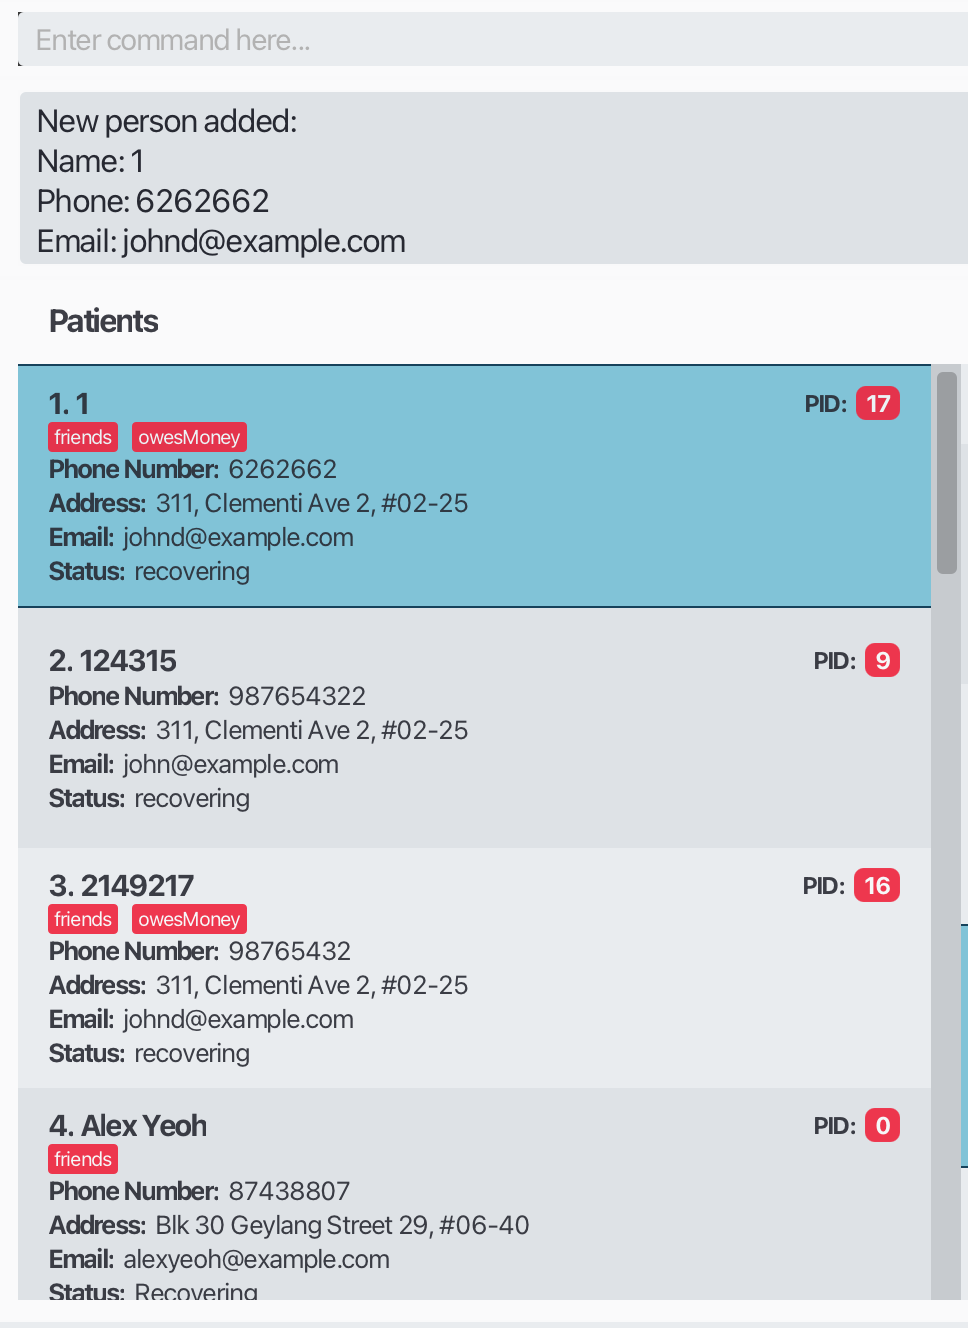 Enter command here...
New person added:
Name: 1
Phone: 6262662
Email: johnd@example.com
Patients
1. 1 PID: 17
friends owesMoney
Phone Number: 6262662
Address: 311, Clementi Ave 2, #02-25
Email: johnd@example.com
Status: recovering
2. 124315 PID: 9
Phone Number: 987654322
Address: 311, Clementi Ave 2, #02-25
Email: john@example.com
Status: recovering
3. 2149217 PID: 16
friends owesMoney
Phone Number: 98765432
Address: 311, Clementi Ave 2, #02-25
Email: johnd@example.com
Status: recovering
4. Alex Yeoh PID: 0
friends
Phone Number: 87438807
Address: Blk 30 Geylang Street 29, #06-40
Email: alexyeoh@example.com
Status: Recovering